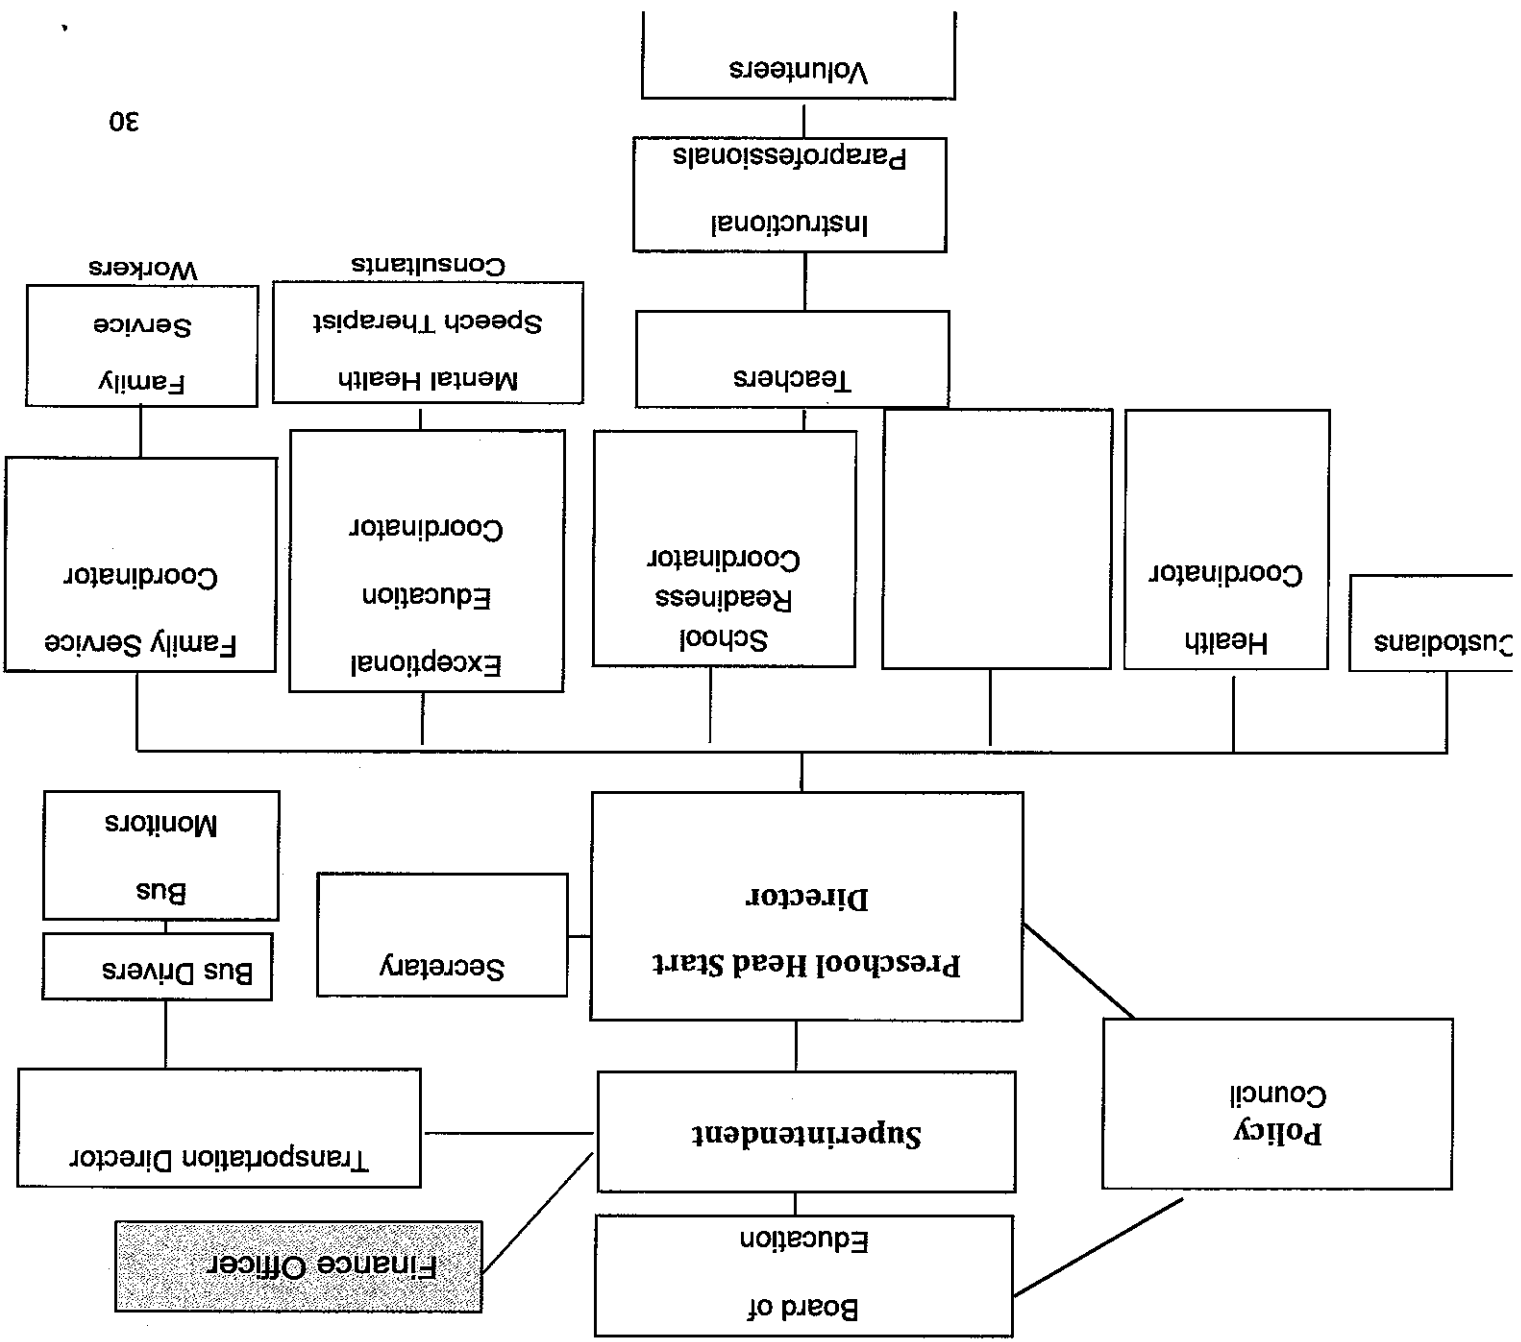 Board of
Education
Finance Officer
Superintendent
Transportation Director
Policy
Council
Preschool Head Start
Director
Secretary
Bus Drivers
Bus
Monitors
Custodians
Health
Coordinator
School
Readiness
Coordinator
Exceptional
Education
Coordinator
Family Service
Coordinator
Teachers
Mental Health
Speech Therapist
Consultants
Family
Service
Workers
Instructional
Paraprofessionals
Volunteers
30